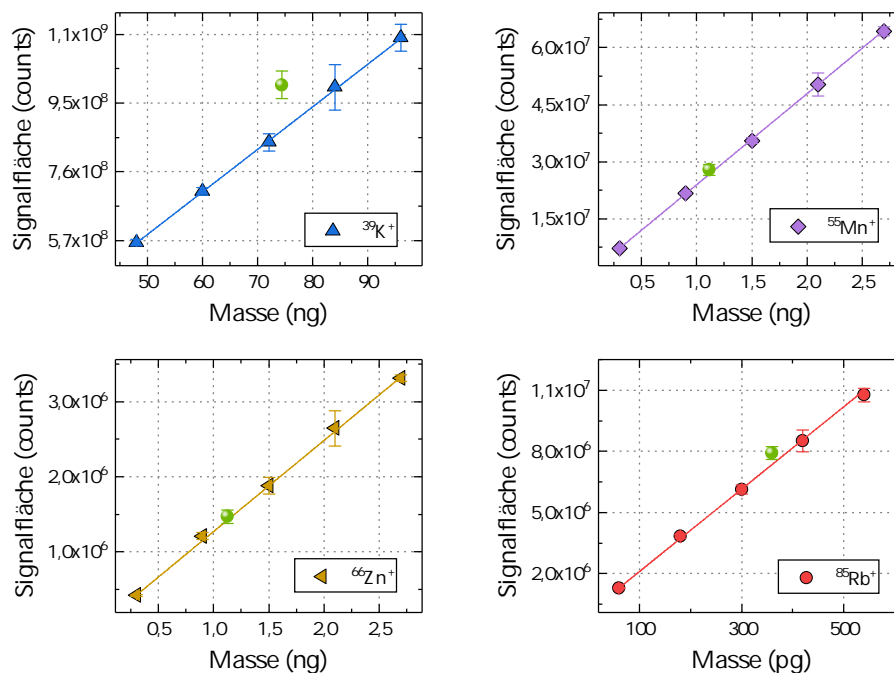 Signalfläche (counts)
1,1x10⁹
9,5x10⁸
7,6x10⁸
5,7x10⁸
³⁹K⁺
50 60 70 80 90
Masse (ng)
Signalfläche (counts)
6,0x10⁷
4,5x10⁷
3,0x10⁷
1,5x10⁷
⁵⁵Mn⁺
0,5 1,0 1,5 2,0 2,5
Masse (ng)
Signalfläche (counts)
3,0x10⁶
2,0x10⁶
1,0x10⁶
⁶⁶Zn⁺
0,5 1,0 1,5 2,0 2,5
Masse (ng)
Signalfläche (counts)
1,1x10⁷
8,0x10⁶
6,0x10⁶
2,0x10⁶
⁸⁵Rb⁺
100 300 500
Masse (pg)